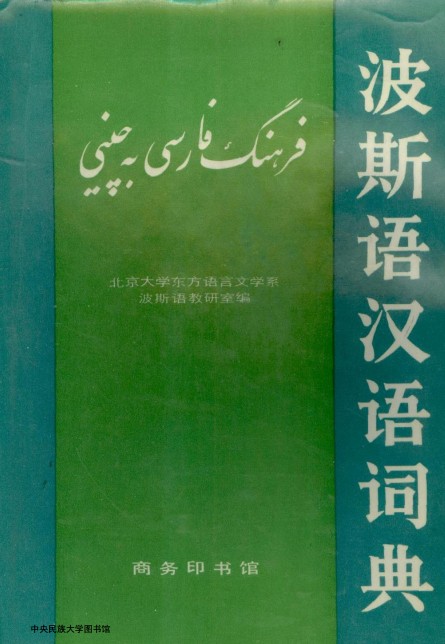 波斯语汉语词典
فرهنگ فارسی به چینی
北京大学东方语言文学系
波斯语教研室编
商务印书馆
中央民族大学图书馆